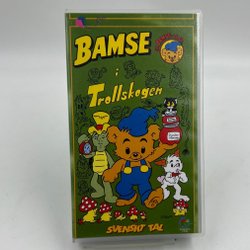 BAMSE
i
Trollskogen
SVENSKT TAL